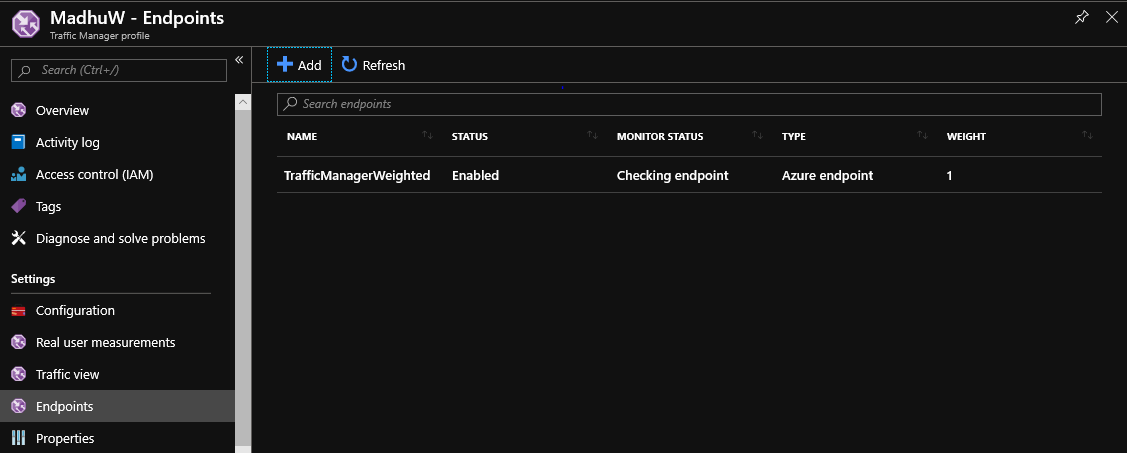 MadhuW - Endpoints
Traffic Manager profile
Search (Ctrl+/)
Overview
Activity log
Access control (IAM)
Tags
Diagnose and solve problems
Settings
Configuration
Real user measurements
Traffic view
Endpoints
Properties
Add Refresh
Search endpoints
NAME STATUS MONITOR STATUS TYPE WEIGHT
TrafficManagerWeighted Enabled Checking endpoint Azure endpoint 1